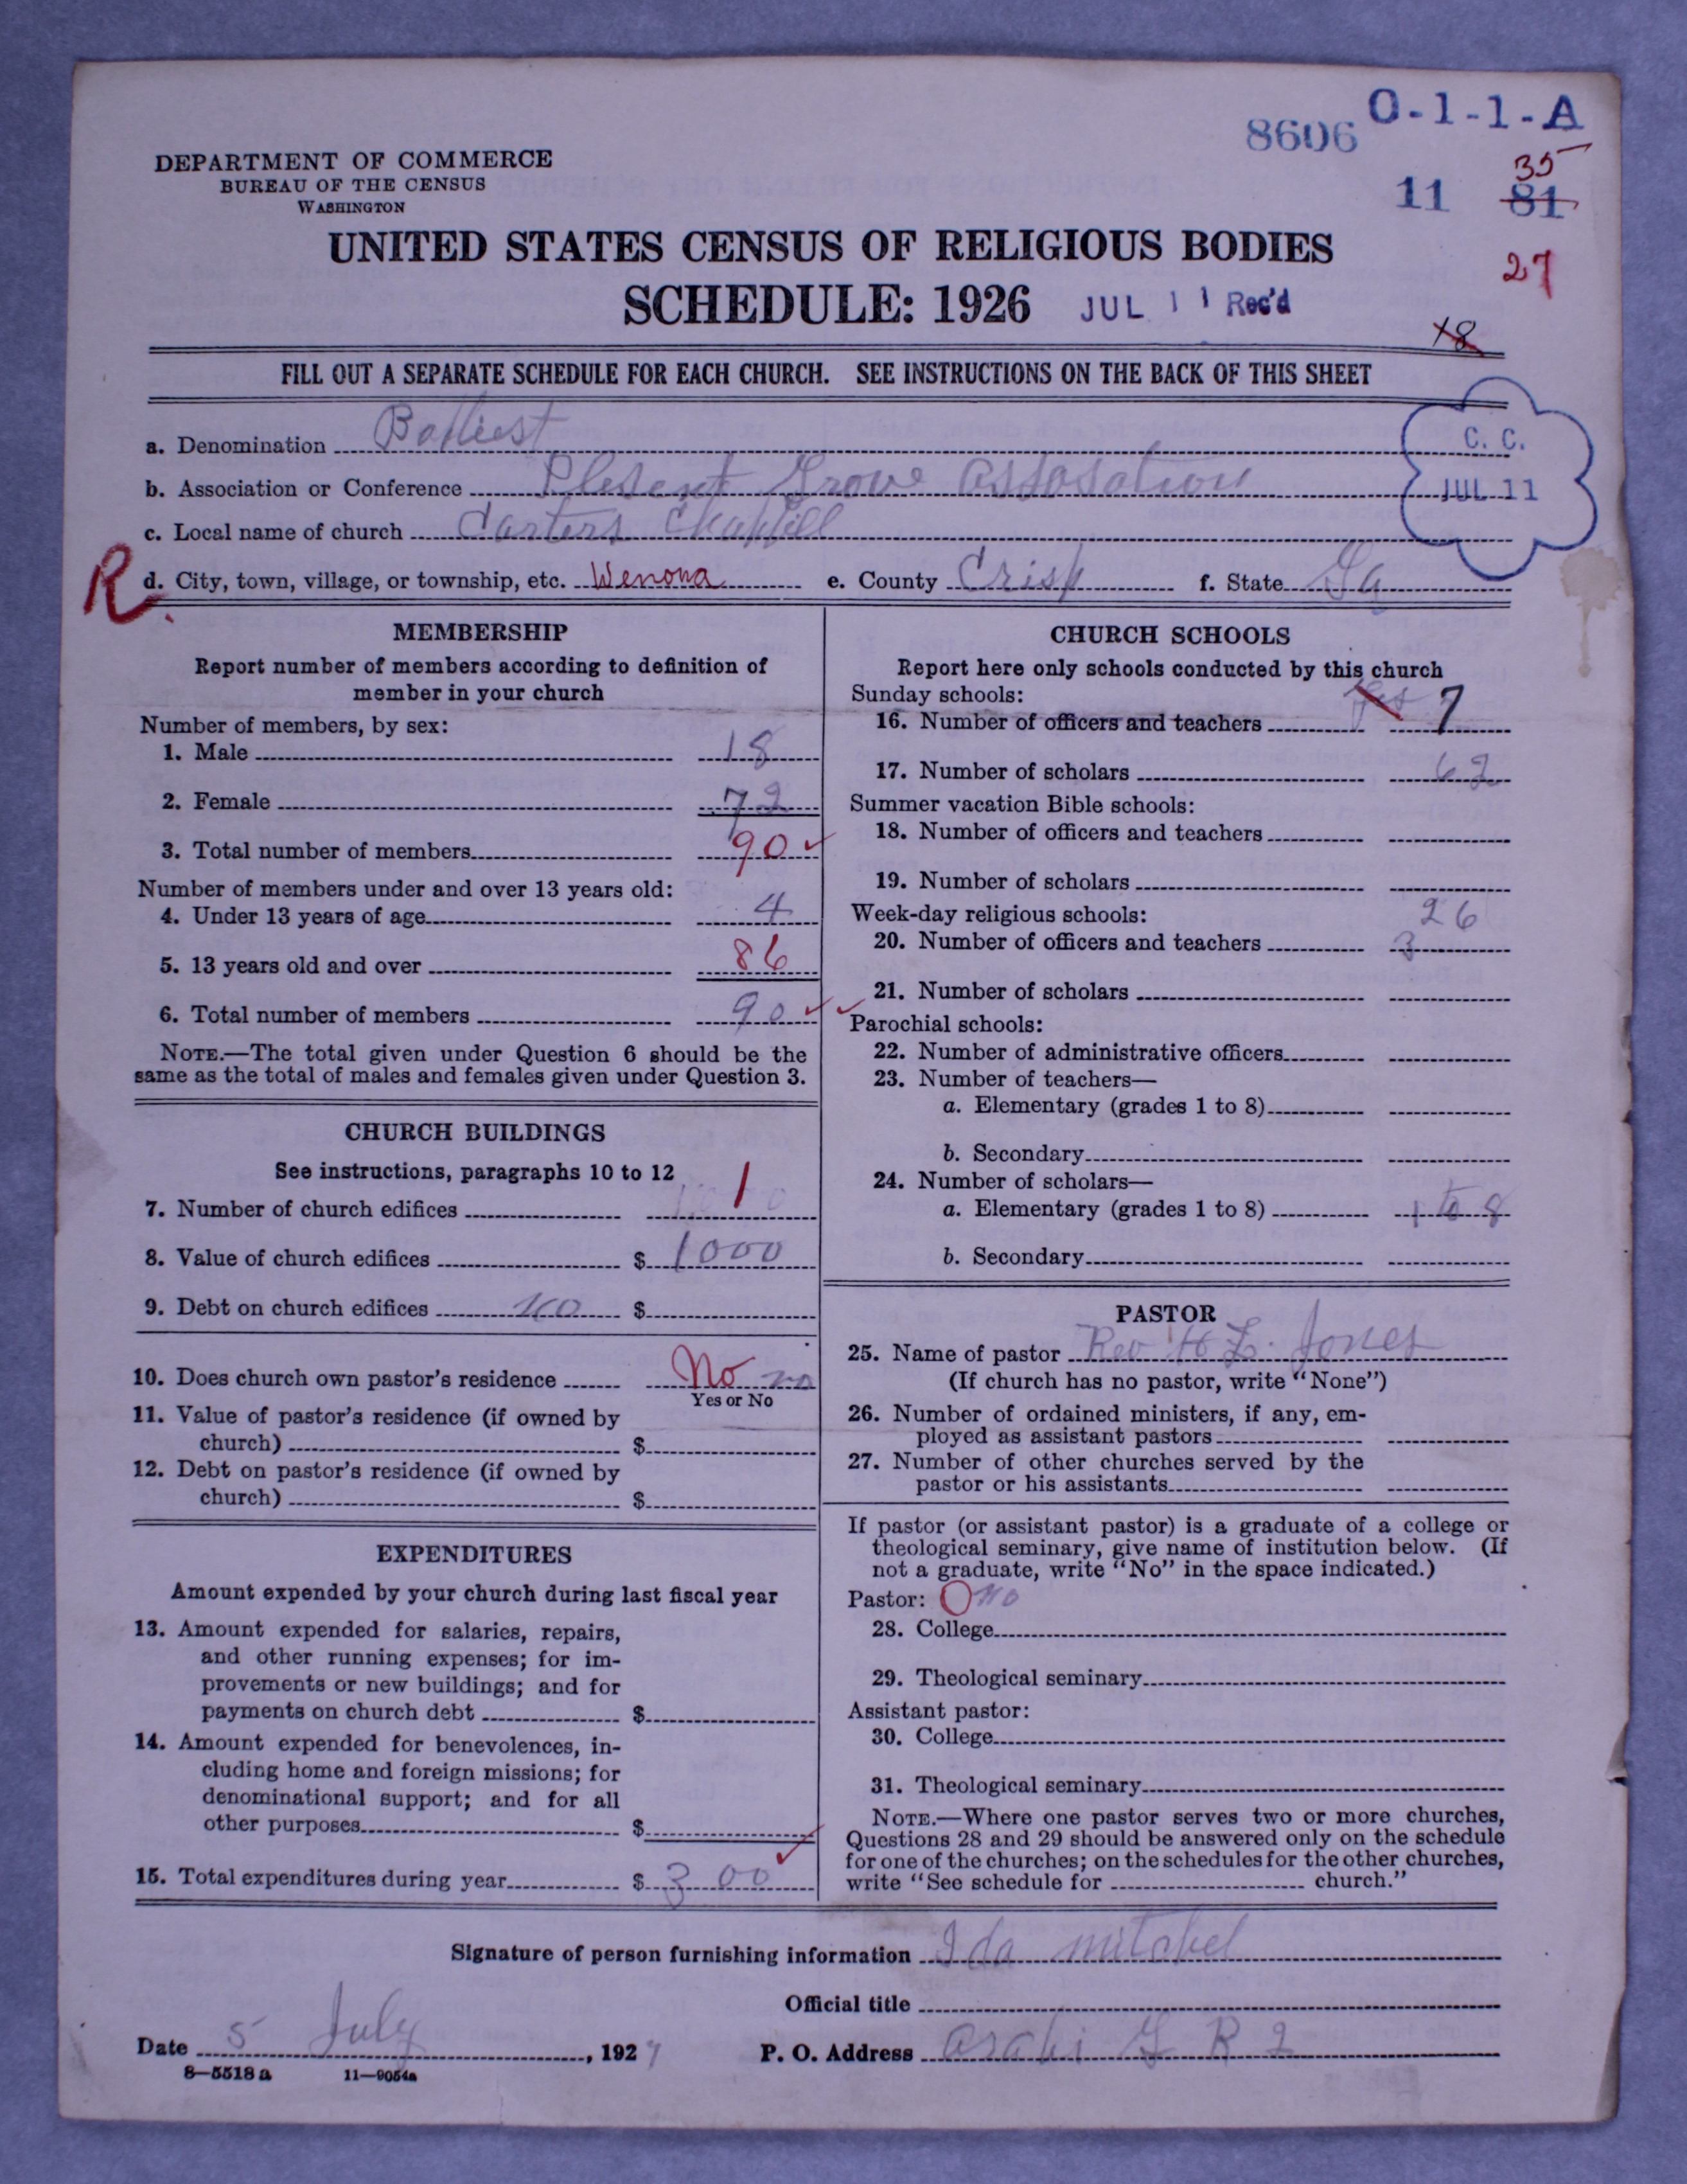 O-1-1-A
8606
35
DEPARTMENT OF COMMERCE
BUREAU OF THE CENSUS
WASHINGTON
11 81
UNITED STATES CENSUS OF RELIGIOUS BODIES
27
SCHEDULE: 1926 JUL 11 Rec'd
18
FILL OUT A SEPARATE SCHEDULE FOR EACH CHURCH. SEE INSTRUCTIONS ON THE BACK OF THIS SHEET
C. C.
JUL 11
a. Denomination Batiest
b. Association or Conference Plesent Grove Assosation
c. Local name of church Carters Chappill
R.
d. City, town, village, or township, etc. Wenona e. County Crisp f. State Ga
MEMBERSHIP
Report number of members according to definition of
member in your church
Number of members, by sex:
1. Male 18
2. Female 72
3. Total number of members 90
Number of members under and over 13 years old:
4. Under 13 years of age 4
5. 13 years old and over 86
6. Total number of members 90
NOTE.—The total given under Question 6 should be the
same as the total of males and females given under Question 3.
CHURCH BUILDINGS
See instructions, paragraphs 10 to 12
7. Number of church edifices 1
8. Value of church edifices $ 1000
9. Debt on church edifices no $
10. Does church own pastor's residence No no
Yes or No
11. Value of pastor's residence (if owned by
church) $
12. Debt on pastor's residence (if owned by
church) $
EXPENDITURES
Amount expended by your church during last fiscal year
13. Amount expended for salaries, repairs,
and other running expenses; for im-
provements or new buildings; and for
payments on church debt $
14. Amount expended for benevolences, in-
cluding home and foreign missions; for
denominational support; and for all
other purposes $
15. Total expenditures during year $ 3 00
CHURCH SCHOOLS
Report here only schools conducted by this church
Sunday schools:
16. Number of officers and teachers yes 7
17. Number of scholars 62
Summer vacation Bible schools:
18. Number of officers and teachers
19. Number of scholars
Week-day religious schools: 26
20. Number of officers and teachers 3
21. Number of scholars
Parochial schools:
22. Number of administrative officers
23. Number of teachers—
a. Elementary (grades 1 to 8)
b. Secondary
24. Number of scholars—
a. Elementary (grades 1 to 8) 1 to 8
b. Secondary
PASTOR
25. Name of pastor Rev H L. Jones
(If church has no pastor, write "None")
26. Number of ordained ministers, if any, em-
ployed as assistant pastors
27. Number of other churches served by the
pastor or his assistants
If pastor (or assistant pastor) is a graduate of a college or
theological seminary, give name of institution below. (If
not a graduate, write "No" in the space indicated.)
Pastor: no
28. College
29. Theological seminary
Assistant pastor:
30. College
31. Theological seminary
NOTE.—Where one pastor serves two or more churches,
Questions 28 and 29 should be answered only on the schedule
for one of the churches; on the schedules for the other churches,
write "See schedule for church."
Signature of person furnishing information Ida mitchel
Official title
Date 5 July, 1927 P. O. Address Arabi G R 2
8—5518 a 11—9054a